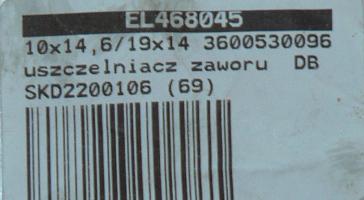 EL468045
10x14,6/19x14 3600530096
uszczelniacz zaworu DB
SKD2200106 (69)